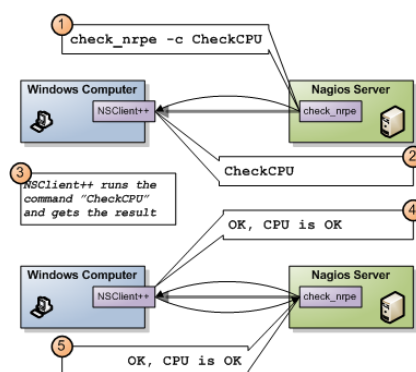 1
check_nrpe -c CheckCPU
Windows Computer
NSClient++
Nagios Server
check_nrpe
2
CheckCPU
3
NSClient++ runs the
command "CheckCPU"
and gets the result
4
OK, CPU is OK
Windows Computer
NSClient++
Nagios Server
check_nrpe
5
OK, CPU is OK